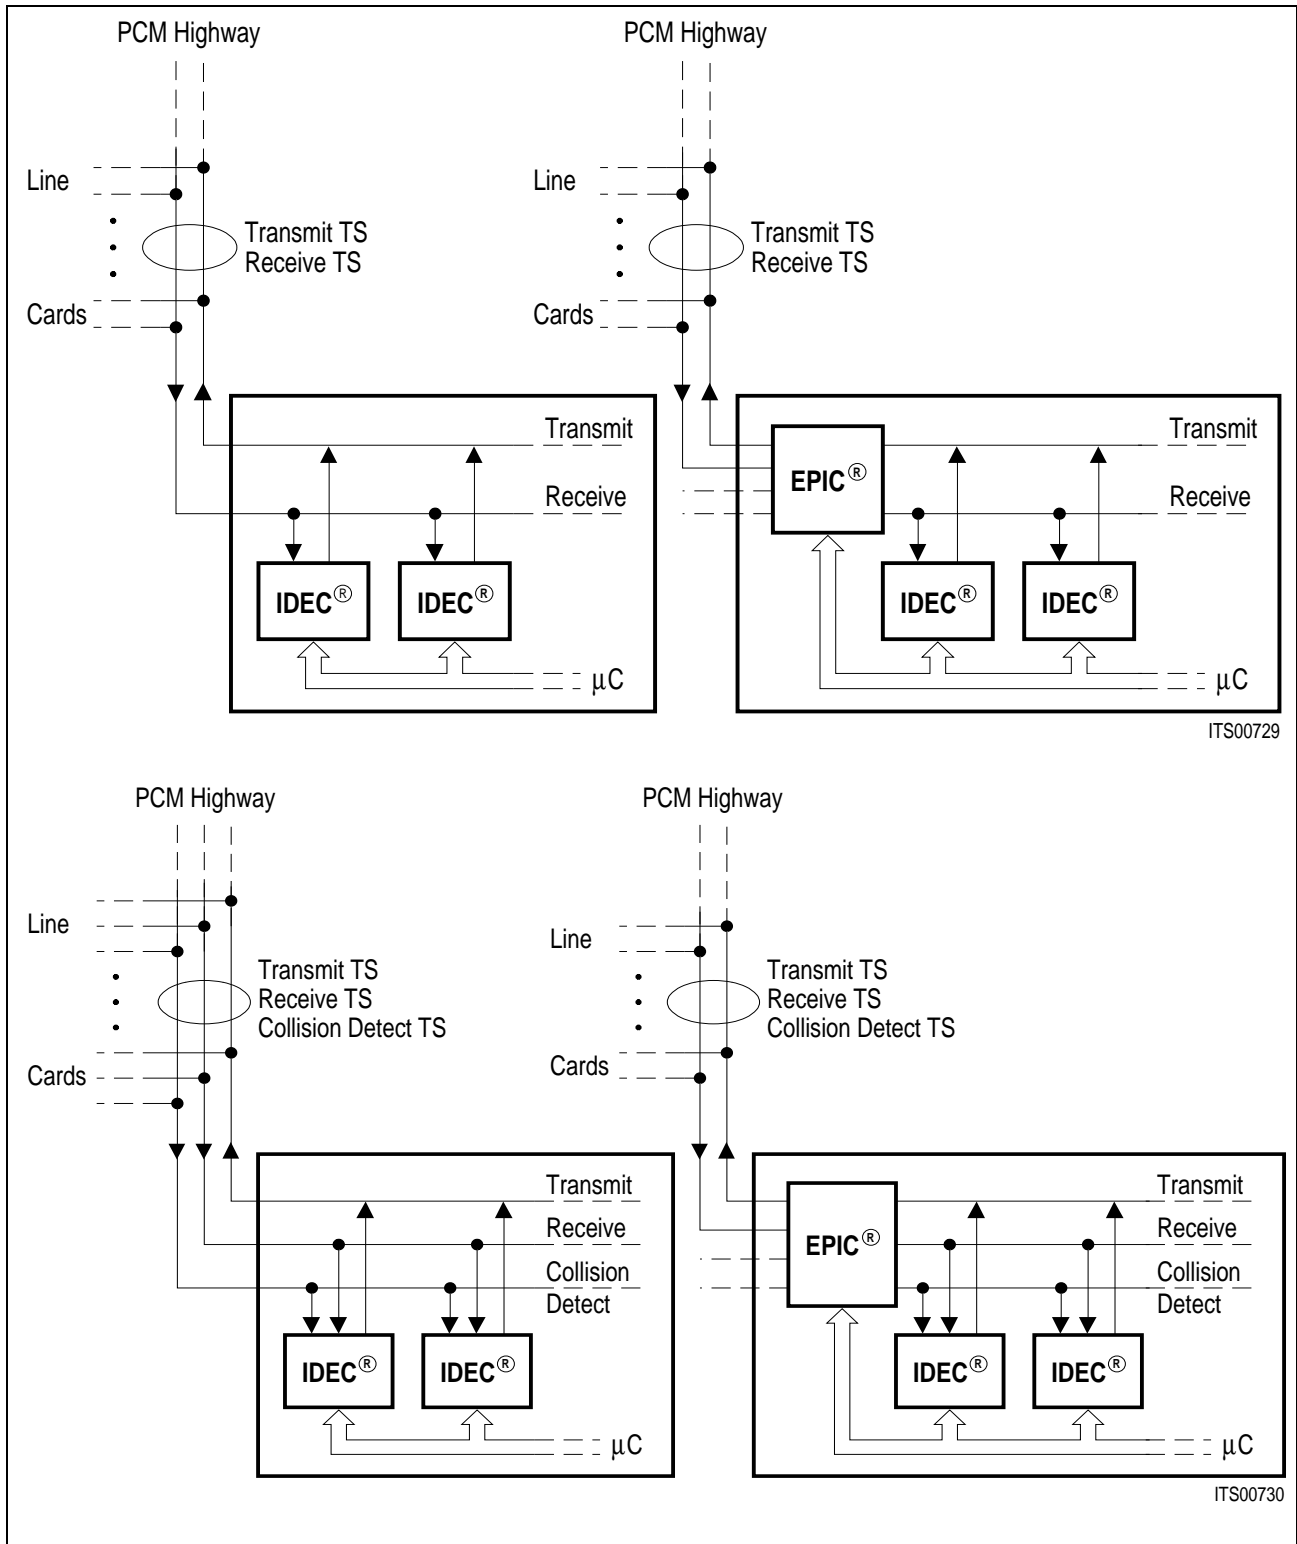 PCM Highway
PCM Highway
Line
Transmit TS
Receive TS
Cards
Line
Transmit TS
Receive TS
Cards
Transmit
Receive
IDEC®
IDEC®
µC
Transmit
EPIC®
Receive
IDEC®
IDEC®
µC
ITS00729
PCM Highway
PCM Highway
Line
Transmit TS
Receive TS
Collision Detect TS
Cards
Line
Transmit TS
Receive TS
Collision Detect TS
Cards
Transmit
Receive
Collision
Detect
IDEC®
IDEC®
µC
Transmit
EPIC®
Receive
Collision
Detect
IDEC®
IDEC®
µC
ITS00730